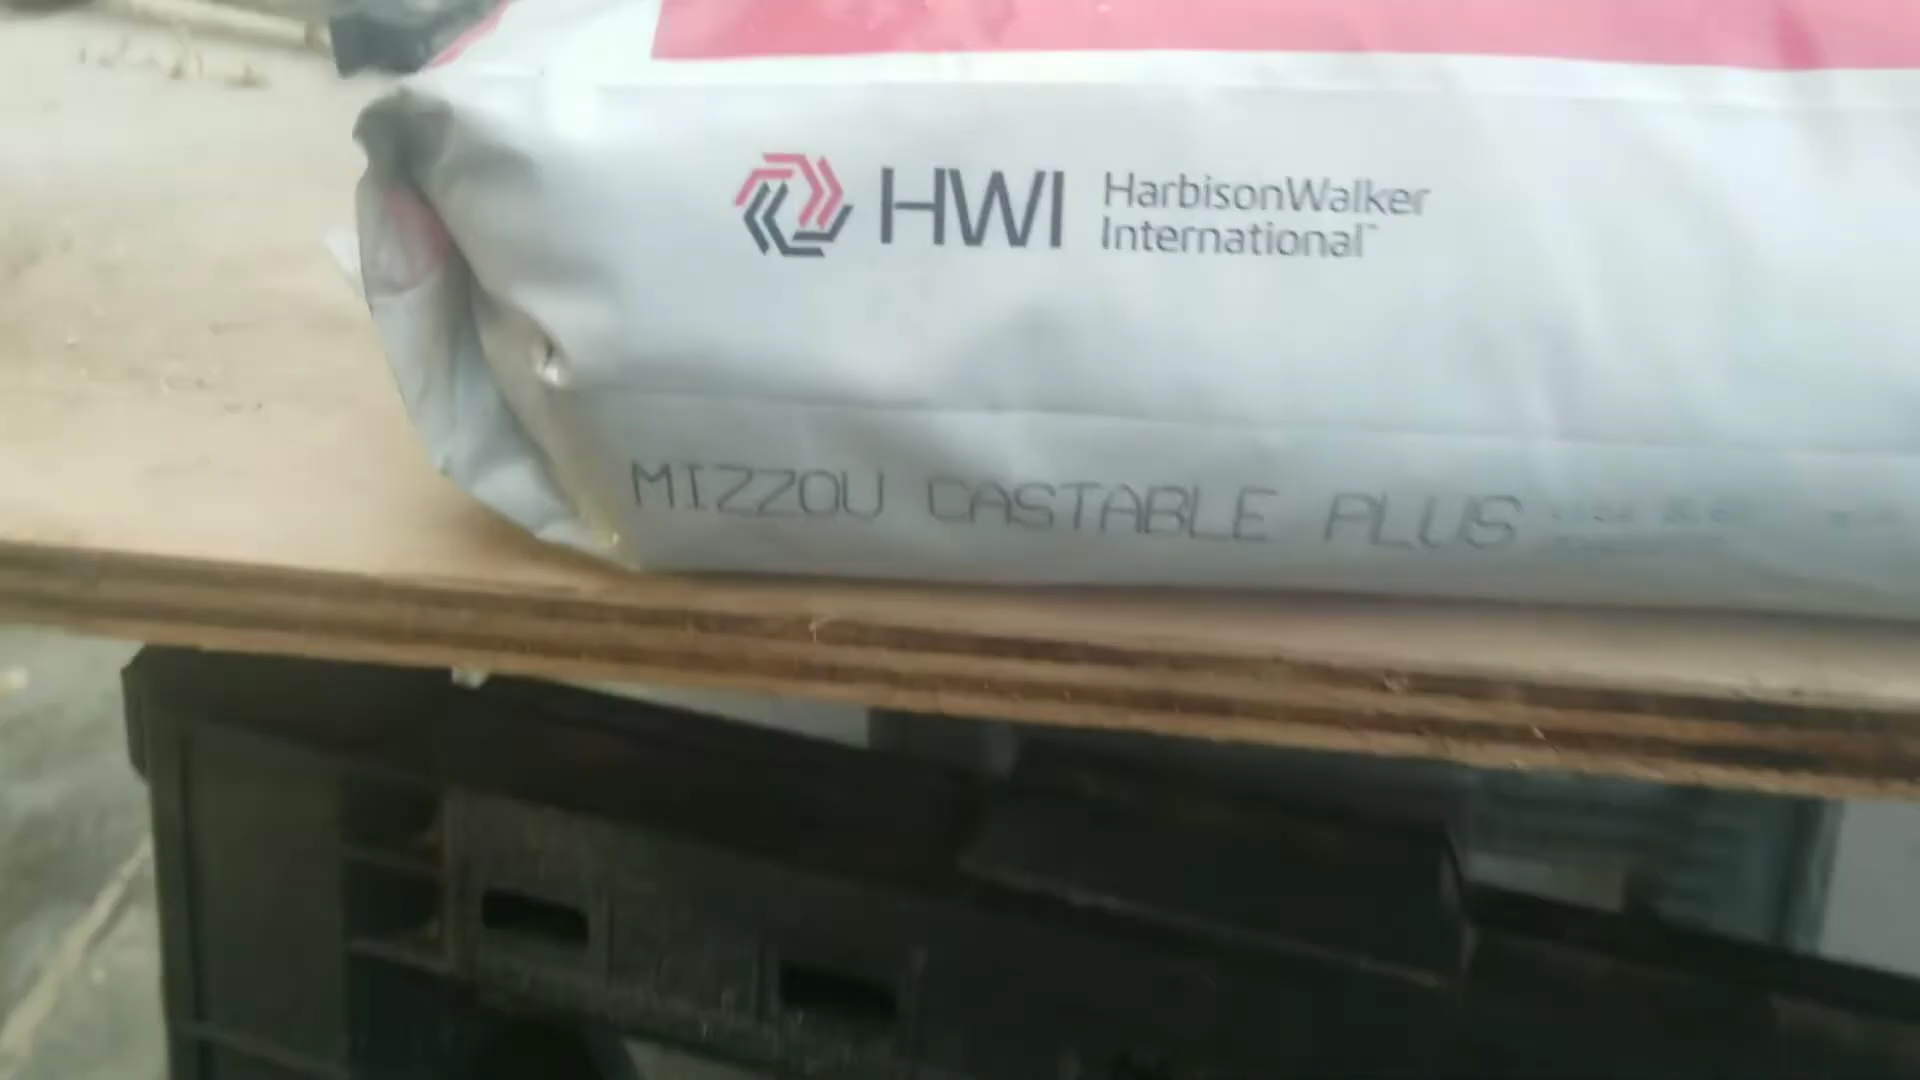 HWI
HarbisonWalker
International™
MIZZOU CASTABLE PLUS